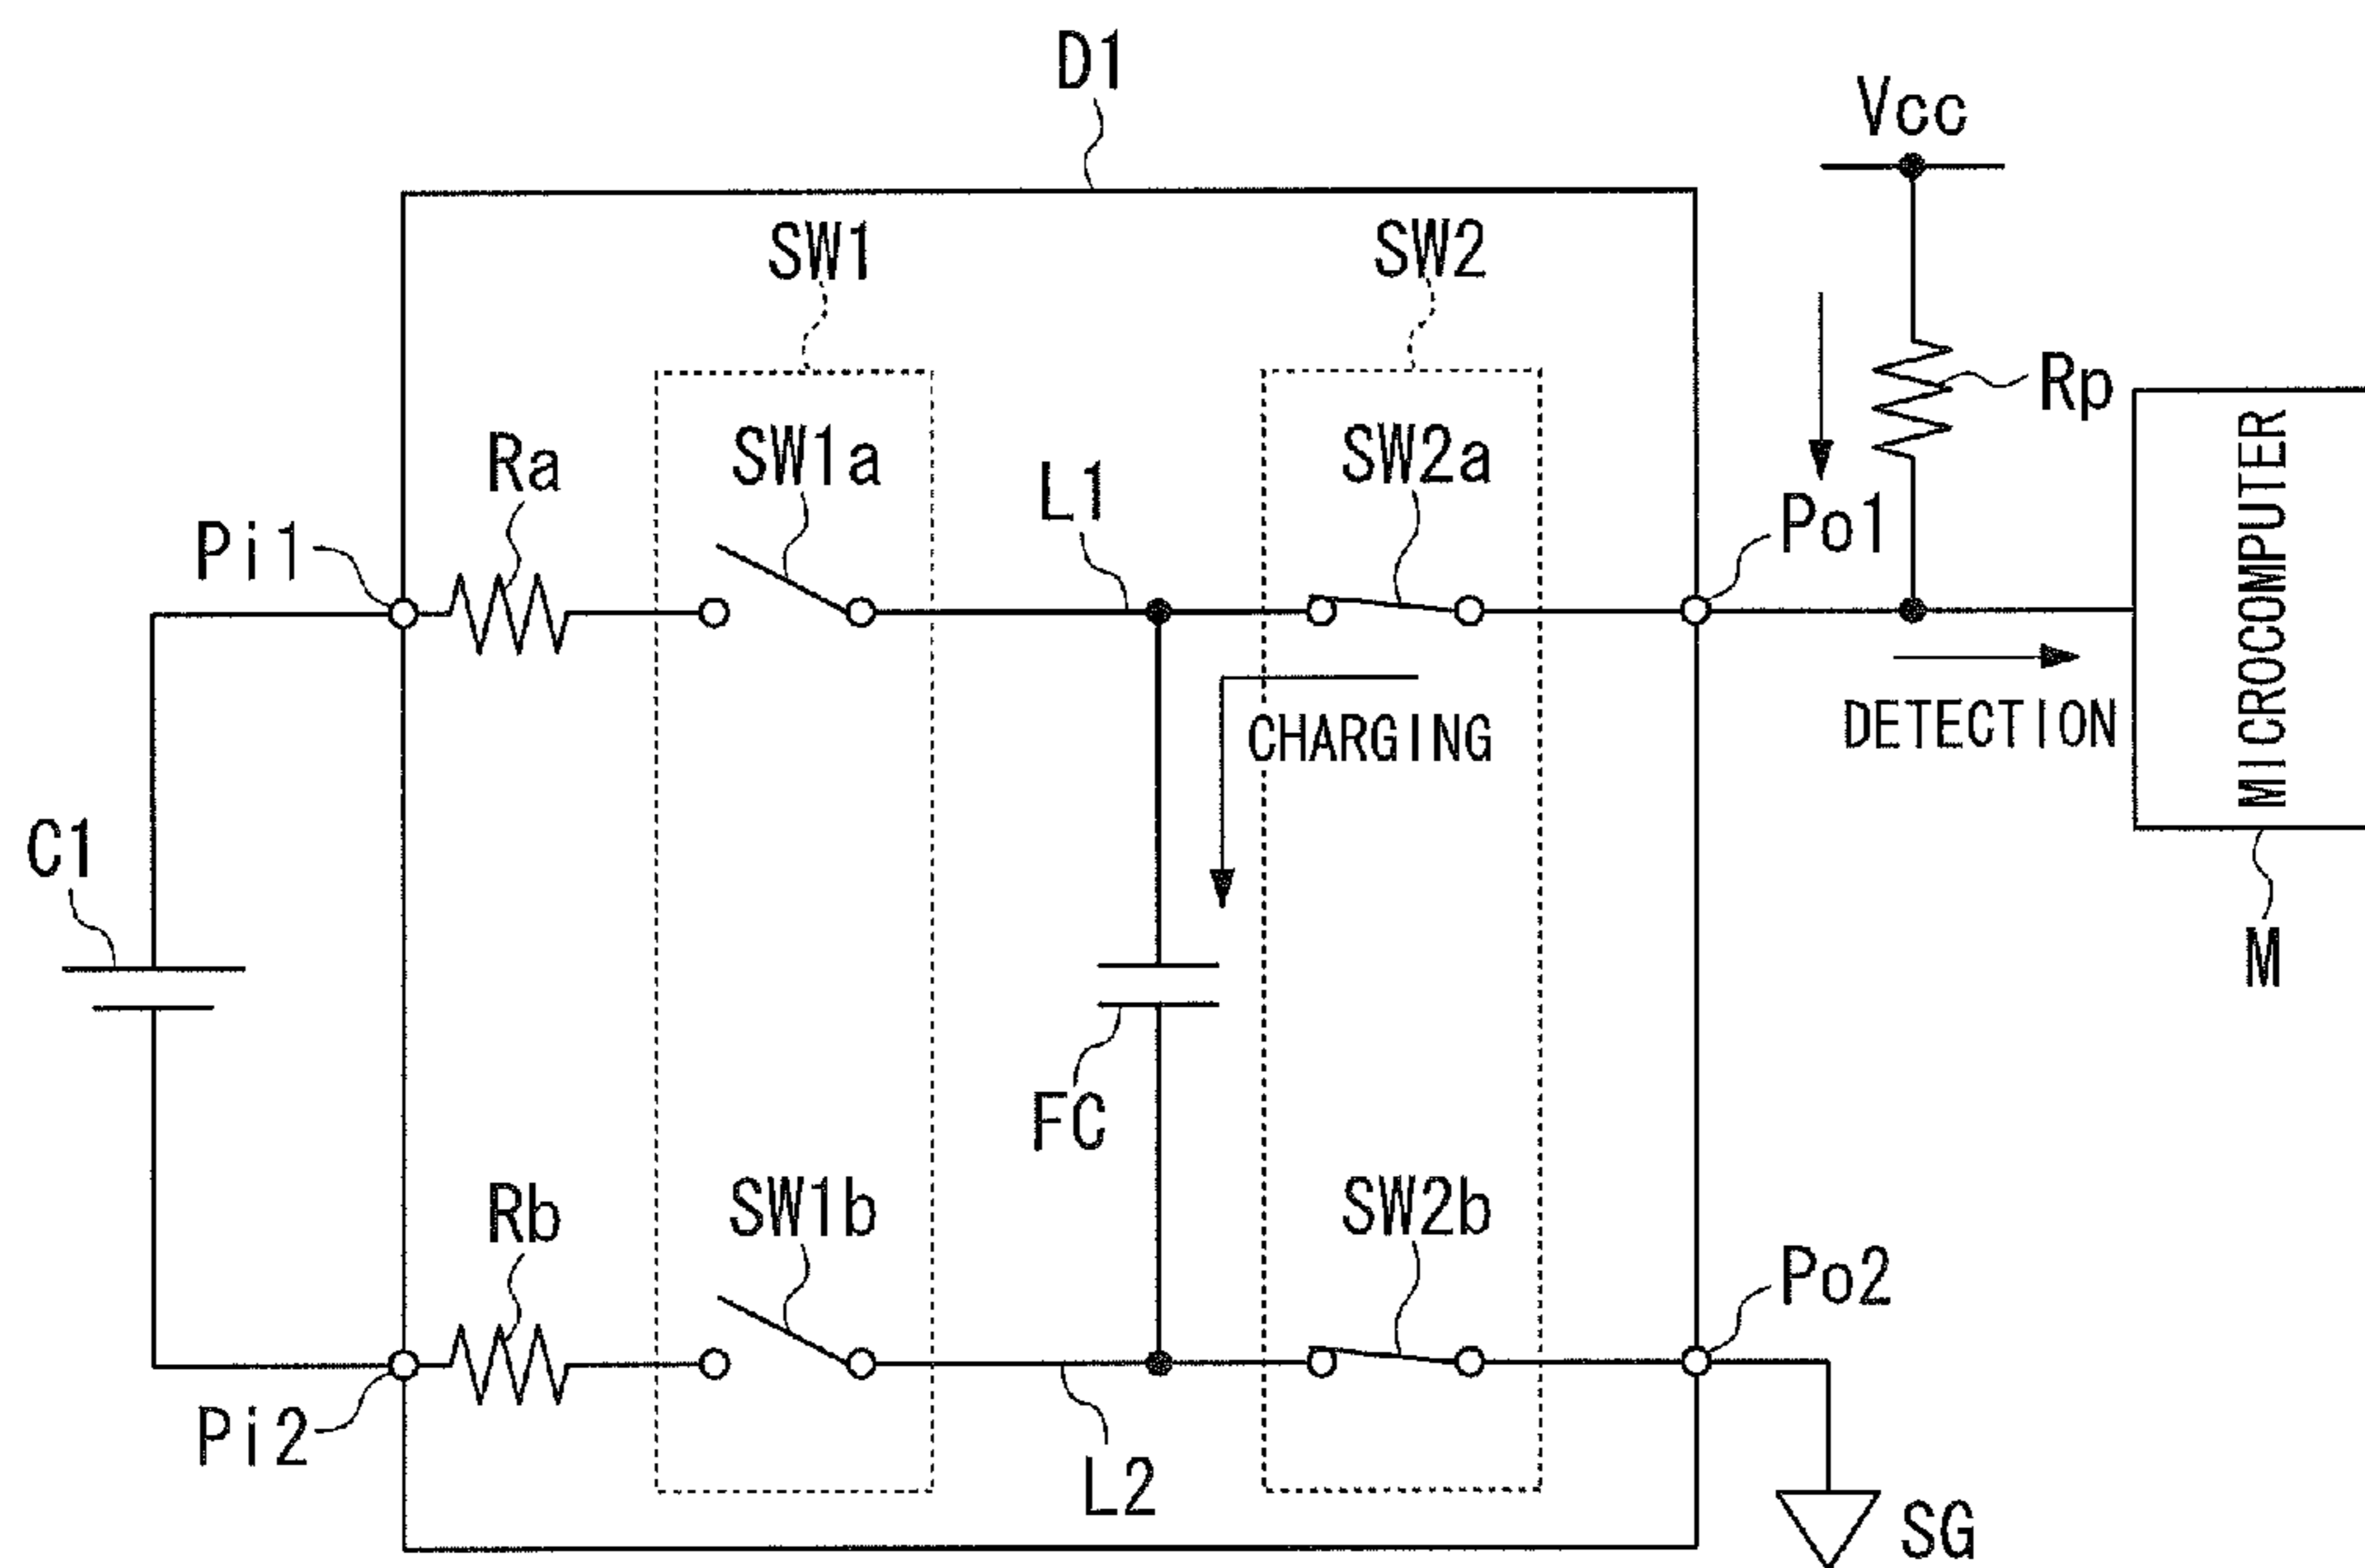 D1
Vcc
SW1
SW2
Rp
Ra
SW1a
L1
SW2a
Po1
Pi1
MICROCOMPUTER
CHARGING
DETECTION
C1
M
FC
Rb
SW1b
SW2b
Po2
Pi2
L2
SG